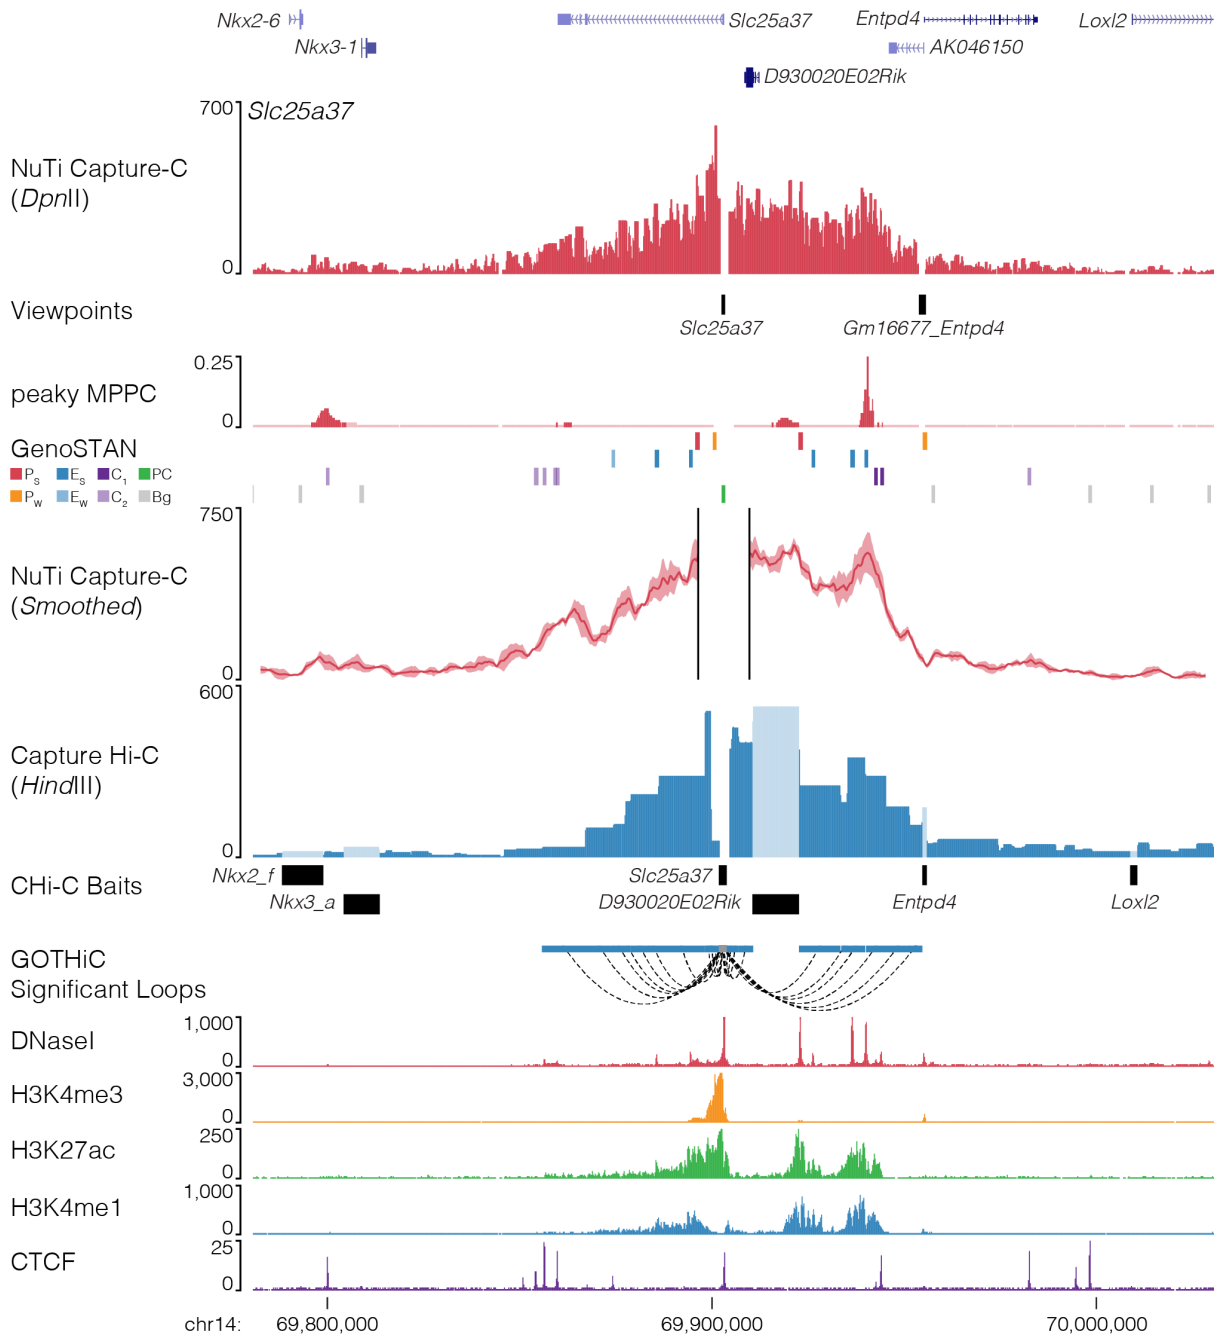 Nkx2-6 Slc25a37 Entpd4 Loxl2
Nkx3-1 AK046150
D930020E02Rik
700 Slc25a37
NuTi Capture-C
(DpnII)
0
Viewpoints
Slc25a37 Gm16677_Entpd4
0.25
peaky MPPC
0
GenoSTAN
PS ES C1 PC
PW EW C2 Bg
750
NuTi Capture-C
(Smoothed)
0
600
Capture Hi-C
(HindIII)
0
Nkx2_f Slc25a37
CHi-C Baits
Nkx3_a D930020E02Rik Entpd4 Loxl2
GOTHiC
Significant Loops
1,000
DNaseI
0
3,000
H3K4me3
0
250
H3K27ac
0
1,000
H3K4me1
0
25
CTCF
0
chr14: 69,800,000 69,900,000 70,000,000